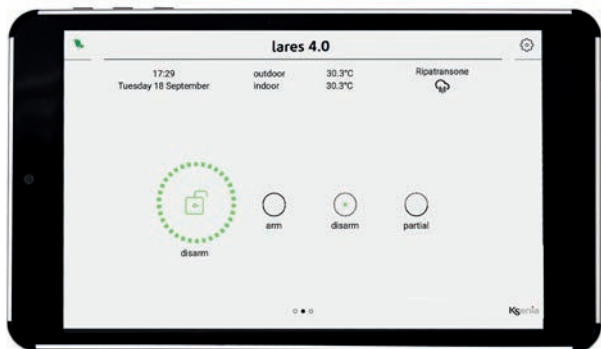 lares 4.0
17:29
Tuesday 18 September
outdoor 30.3°C
indoor 30.3°C
Ripatransone
disarm
arm
disarm
partial
Ksenia